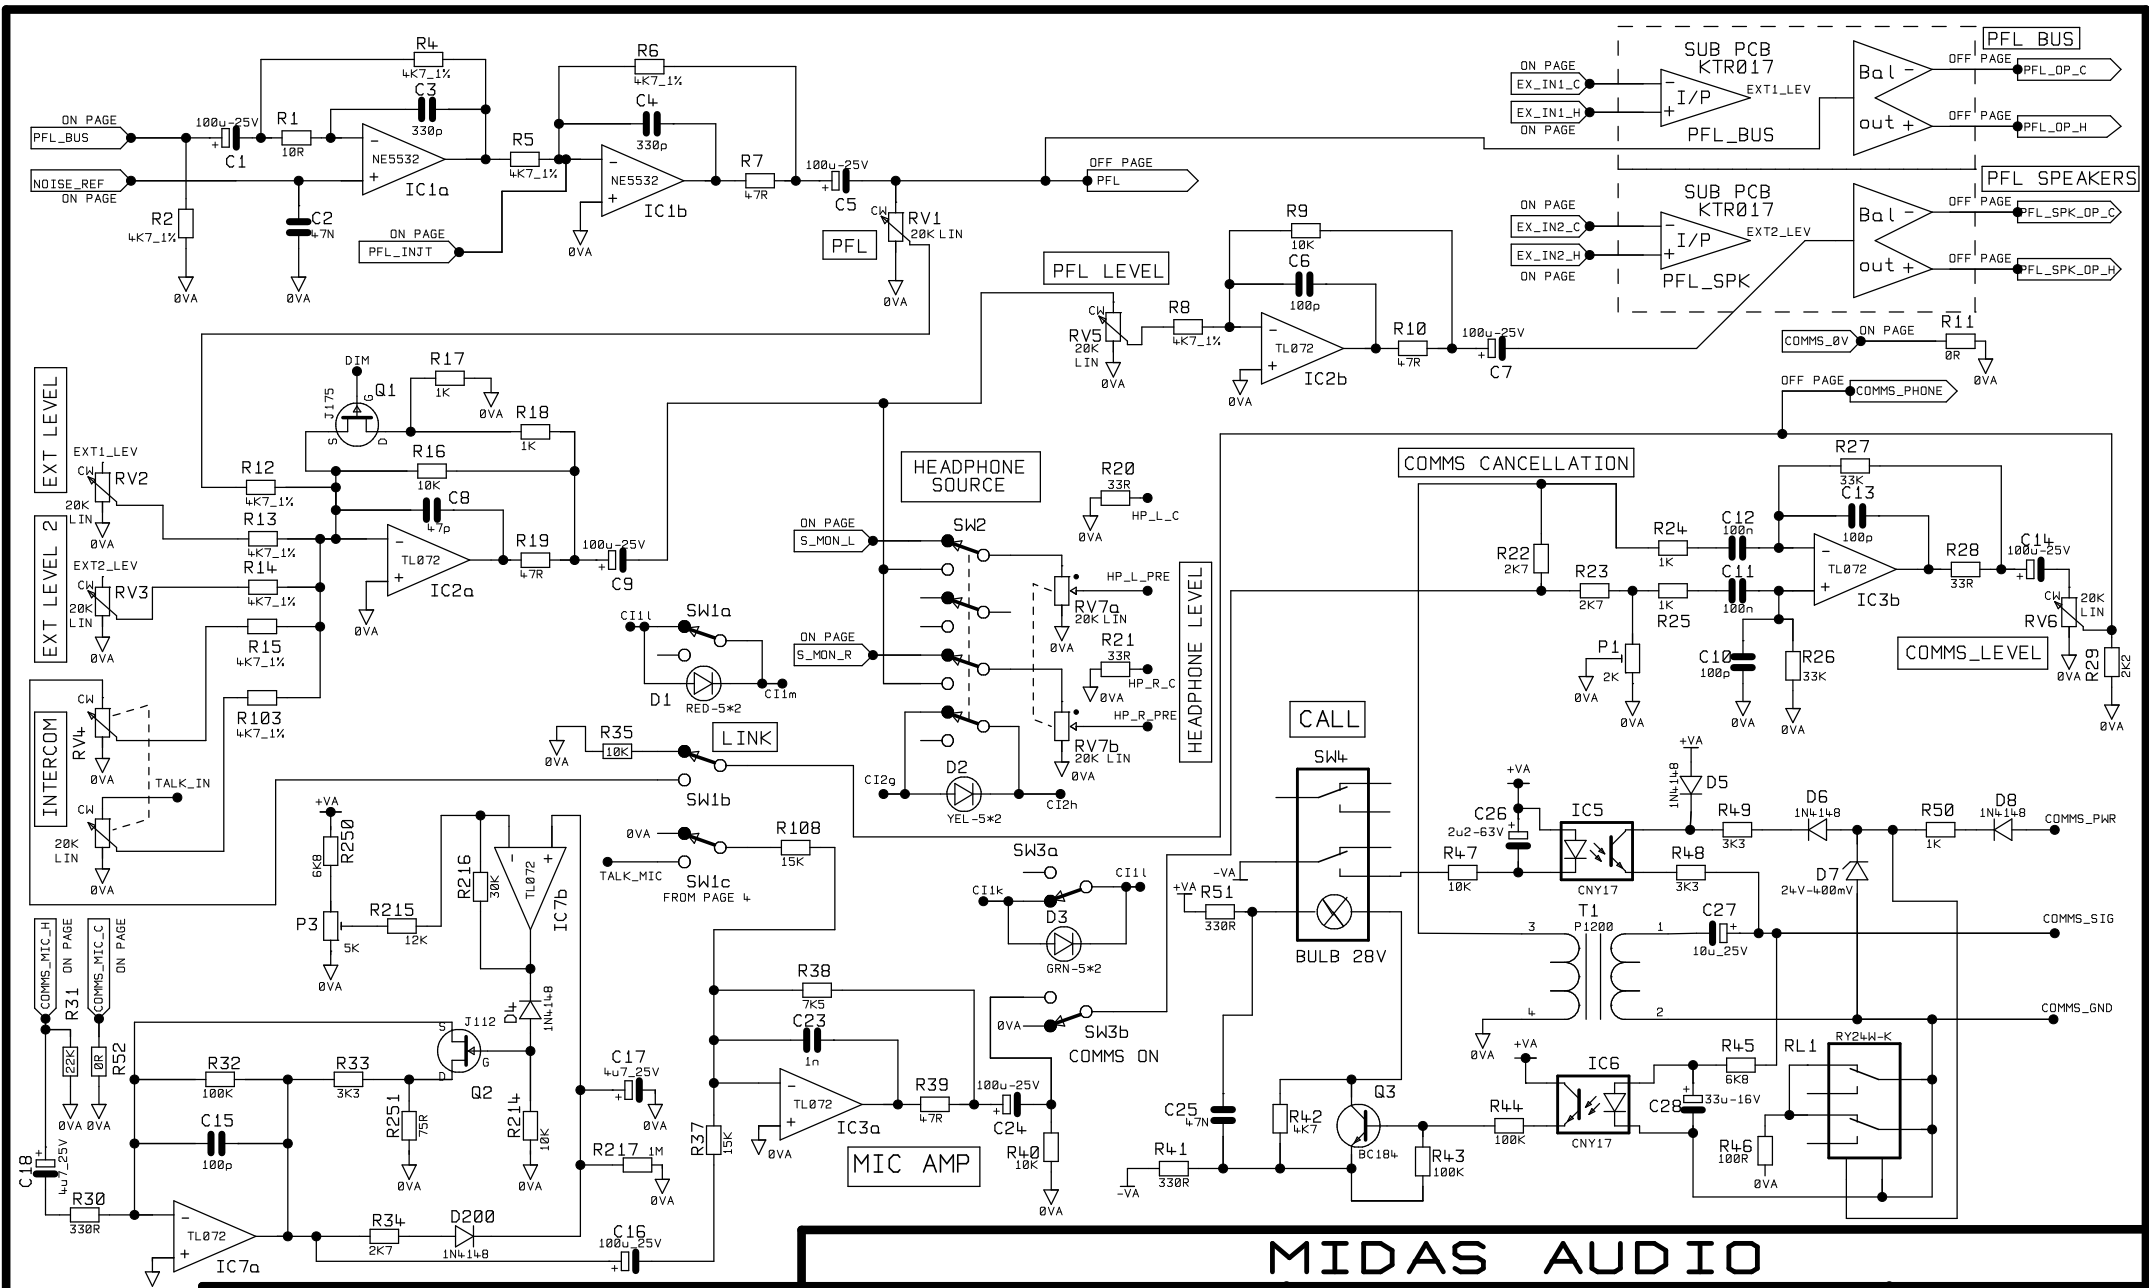 R4
4K7_1%
C3
330p
ON PAGE
PFL_BUS
100u-25V
C1
R1
10R
NE5532
IC1a
NOISE_REF
ON PAGE
R2
4K7_1%
0VA
C2
47N
0VA
R5
4K7_1%
R6
4K7_1%
C4
330p
NE5532
IC1b
0VA
ON PAGE
PFL_INJT
R7
47R
100u-25V
C5
CW
RV1
20K LIN
PFL
0VA
OFF PAGE
PFL
PFL LEVEL
CW
RV5
20K
LIN
0VA
R8
4K7_1%
R9
10K
C6
100p
TL072
IC2b
0VA
R10
47R
100u-25V
C7
ON PAGE
EX_IN1_C
EX_IN1_H
ON PAGE
SUB PCB
KTR017
I/P
EXT1_LEV
PFL_BUS
Bal -
out +
PFL BUS
OFF PAGE
PFL_OP_C
OFF PAGE
PFL_OP_H
ON PAGE
EX_IN2_C
EX_IN2_H
ON PAGE
SUB PCB
KTR017
I/P
EXT2_LEV
PFL_SPK
Bal -
out +
PFL SPEAKERS
OFF PAGE
PFL_SPK_OP_C
OFF PAGE
PFL_SPK_OP_H
COMMS_0V
ON PAGE
R11
0R
0VA
OFF PAGE
COMMS_PHONE
EXT LEVEL
EXT1_LEV
CW
RV2
20K
LIN
0VA
EXT LEVEL 2
EXT2_LEV
CW
RV3
20K
LIN
0VA
INTERCOM
CW
RV4
0VA
TALK_IN
CW
20K
LIN
0VA
R12
4K7_1%
R13
4K7_1%
R14
4K7_1%
R15
4K7_1%
R103
4K7_1%
DIM
J175
G
Q1
S
D
R17
1K
0VA
R18
1K
R16
10K
C8
47p
TL072
IC2a
0VA
R19
47R
100u-25V
C9
CI1l
SW1a
D1
RED-5*2
CI1m
0VA
R35
10K
LINK
SW1b
0VA
TALK_MIC
SW1c
FROM PAGE 4
R108
15K
HEADPHONE
SOURCE
ON PAGE
S_MON_L
SW2
ON PAGE
S_MON_R
CI2g
D2
YEL-5*2
CI2h
R20
33R
0VA
HP_L_C
HP_L_PRE
RV7a
20K LIN
0VA
R21
33R
0VA
HP_R_C
HP_R_PRE
RV7b
20K LIN
0VA
HEADPHONE LEVEL
COMMS CANCELLATION
R22
2K7
R23
2K7
P1
2K
0VA
0VA
R24
1K
C12
100n
R25
1K
C11
100n
C10
100p
0VA
R26
33K
0VA
R27
33K
C13
100p
TL072
IC3b
R28
33R
C14
100u-25V
CW
20K
LIN
RV6
0VA
R29
2K2
0VA
COMMS_LEVEL
CALL
SW4
-VA
BULB 28V
+VA
R51
330R
R47
10K
+VA
C26
2u2-63V
IC5
CNY17
+VA
D5
1N4148
R49
3K3
R48
3K3
D6
1N4148
D7
24V-400mV
R50
1K
D8
1N4148
COMMS_PWR
T1
P1200
3
4
1
2
0VA
C27
10u_25V
COMMS_SIG
COMMS_GND
SW3a
CI1k
CI1l
D3
GRN-5*2
0VA
SW3b
COMMS ON
+VA
R250
6K8
P3
5K
0VA
R215
12K
R216
30K
TL072
IC7b
D4
1N4148
COMMS_MIC_H
ON PAGE
COMMS_MIC_C
ON PAGE
R31
22K
0VA
0R
R52
0VA
C18
4u7_25V
R30
330R
R32
100K
C15
100p
TL072
IC7a
R33
3K3
S
J112
G
D
Q2
R251
75R
0VA
R214
10K
0VA
C17
4u7_25V
0VA
R217
1M
0VA
R34
2K7
D200
1N4148
C16
100u_25V
R37
15K
R38
7K5
C23
1n
TL072
IC3a
0VA
MIC AMP
R39
47R
100u-25V
C24
R40
10K
0VA
C25
47N
R41
330R
-VA
R42
4K7
Q3
BC184
R43
100K
R44
100K
+VA
IC6
CNY17
R45
6K8
C28
33u-16V
RL1
RY24W-K
R46
100R
0VA
MIDAS AUDIO